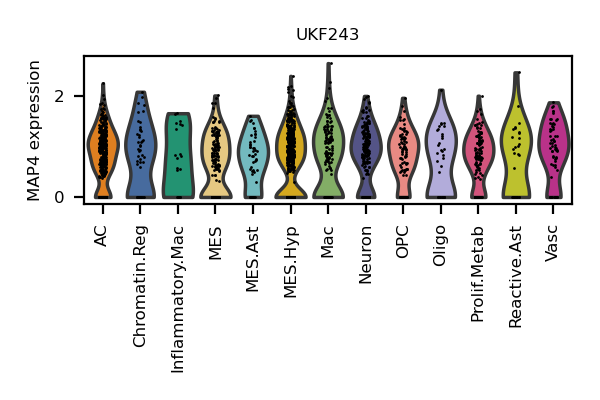 UKF243
MAP4 expression
2
0
AC
Chromatin.Reg
Inflammatory.Mac
MES
MES.Ast
MES.Hyp
Mac
Neuron
OPC
Oligo
Prolif.Metab
Reactive.Ast
Vasc